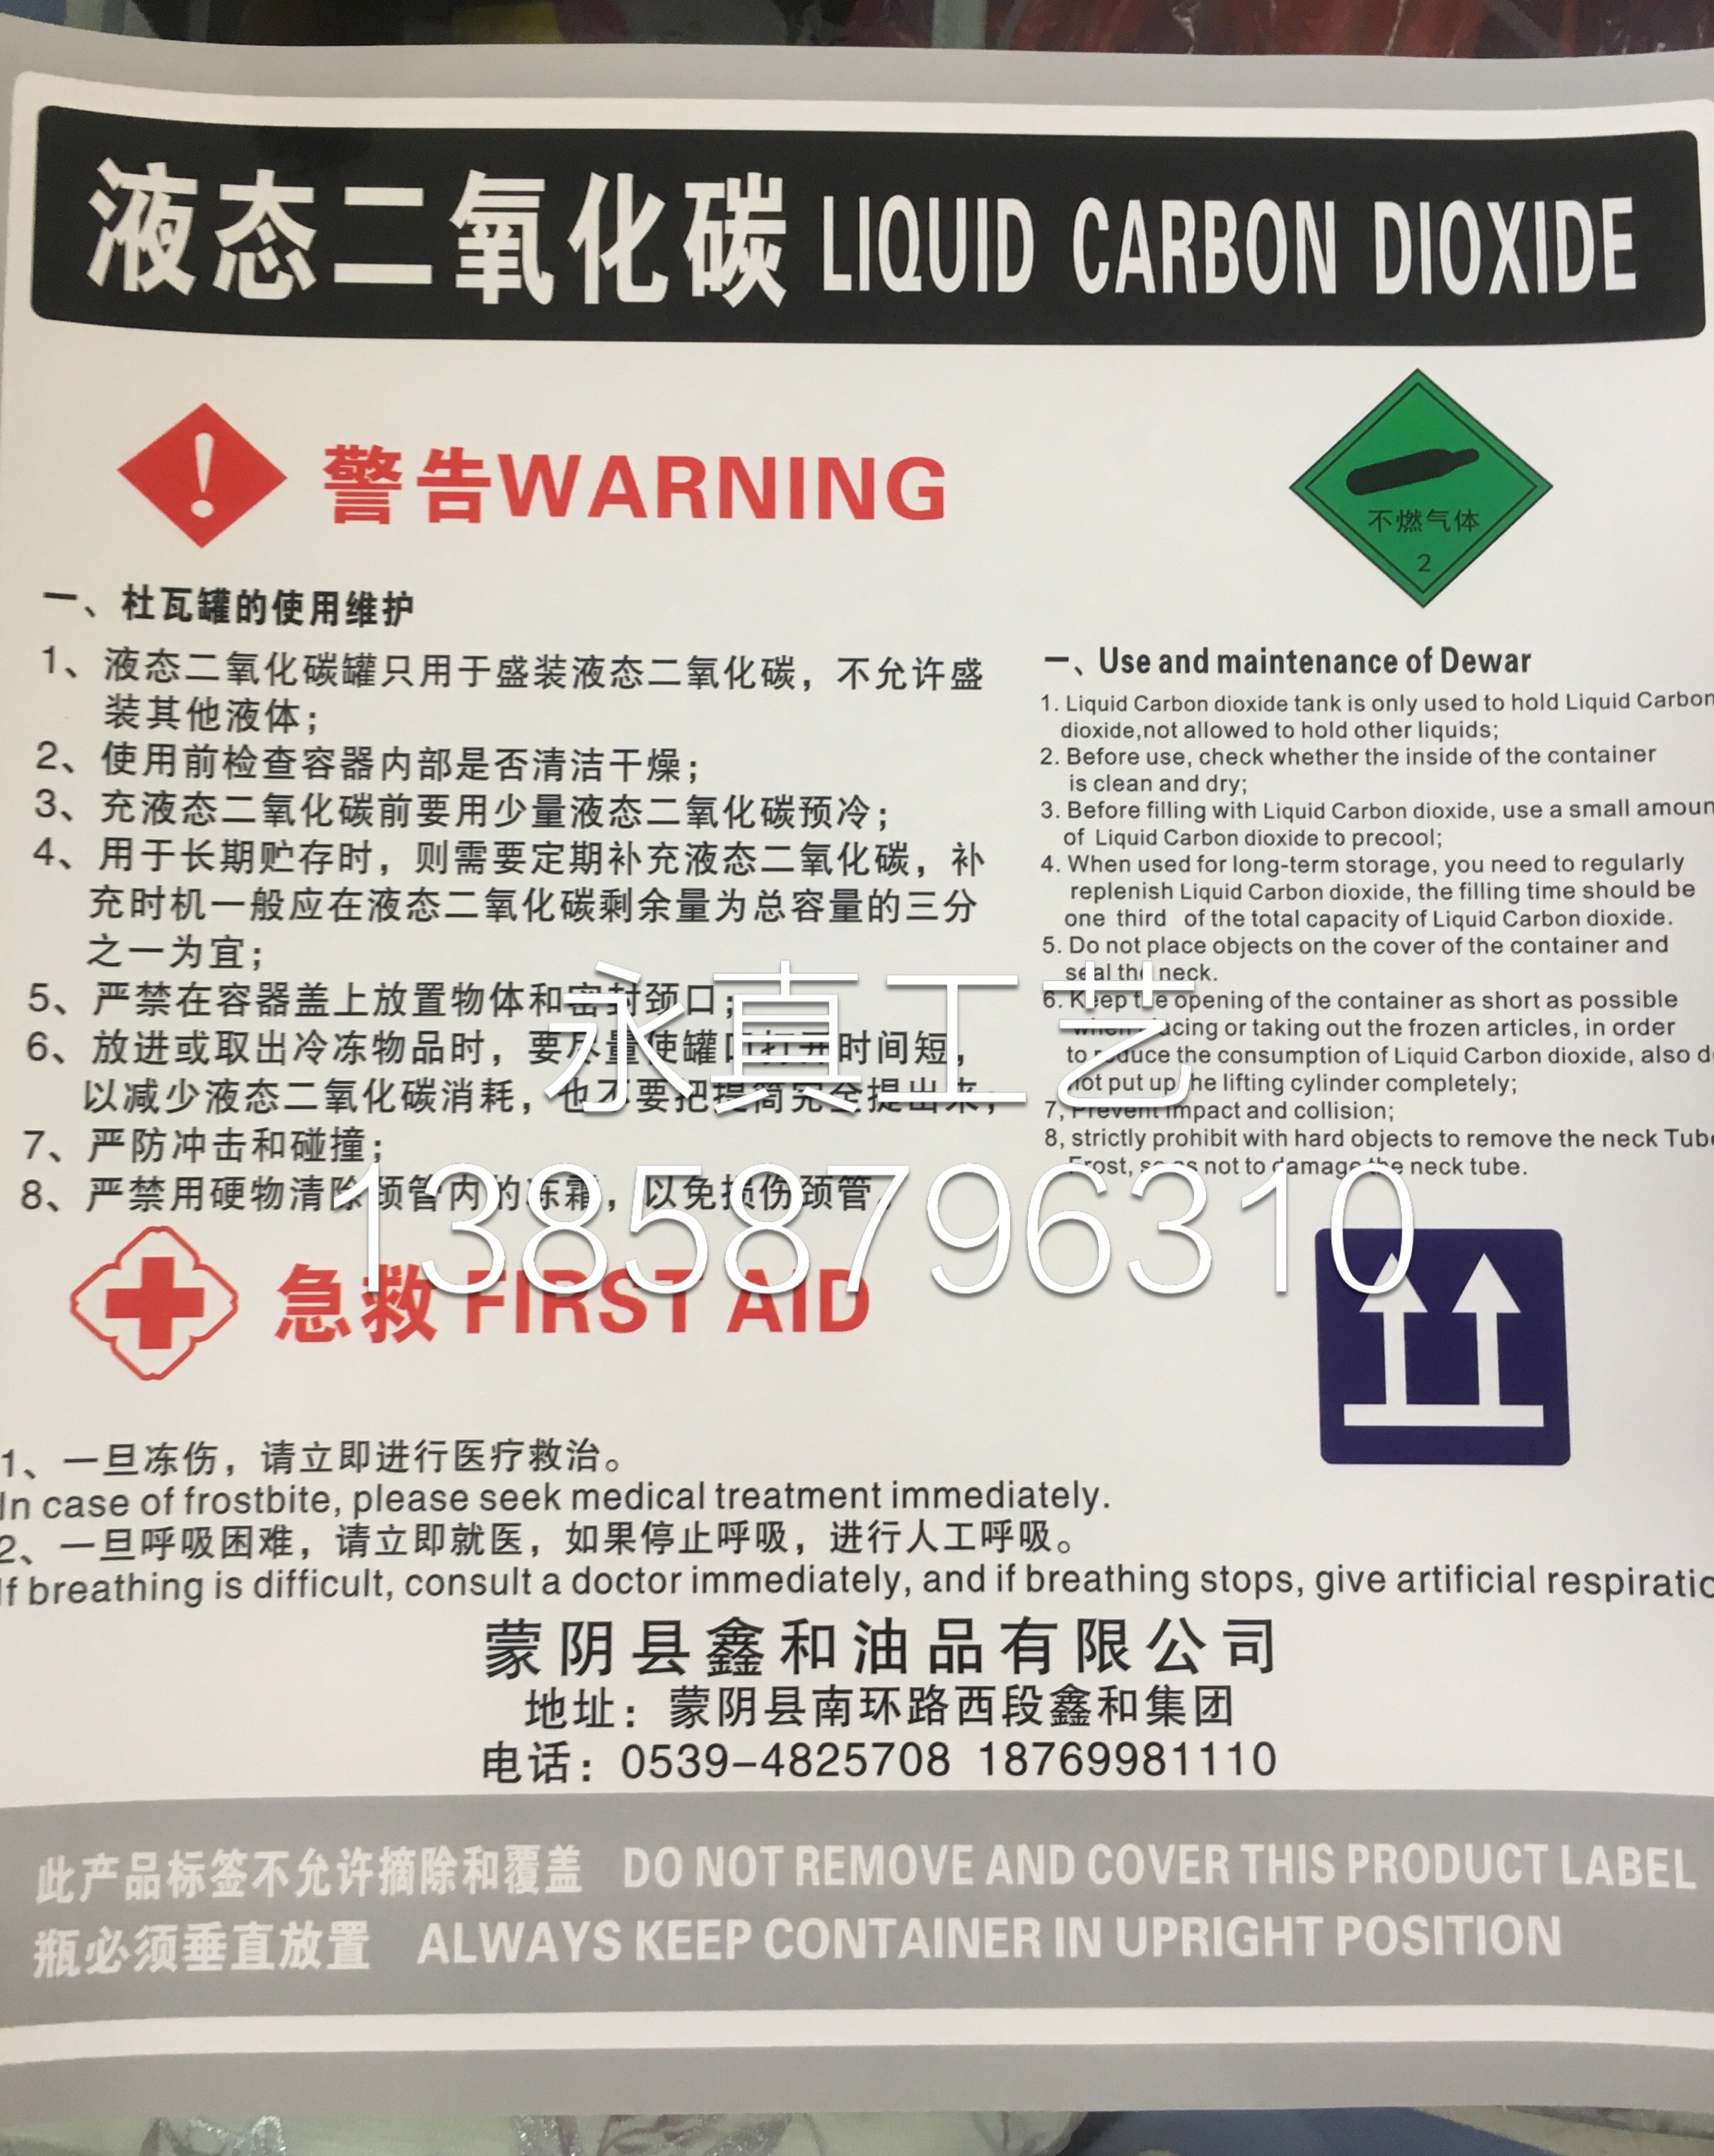 液态二氧化碳 LIQUID CARBON DIOXIDE
警告WARNING
不燃气体
2
一、杜瓦罐的使用维护
1、液态二氧化碳罐只用于盛装液态二氧化碳，不允许盛
装其他液体；
2、使用前检查容器内部是否清洁干燥；
3、充液态二氧化碳前要用少量液态二氧化碳预冷；
4、用于长期贮存时，则需要定期补充液态二氧化碳，补
充时机一般应在液态二氧化碳剩余量为总容量的三分
之一为宜；
5、严禁在容器盖上放置物体和密封颈口；
6、放进或取出冷冻物品时，要尽量使罐口打开时间短，
以减少液态二氧化碳消耗，也不要把提筒完全提出来；
7、严防冲击和碰撞；
8、严禁用硬物清除颈管内的冻霜，以免损伤颈管。
一、Use and maintenance of Dewar
1. Liquid Carbon dioxide tank is only used to hold Liquid Carbon
dioxide,not allowed to hold other liquids;
2. Before use, check whether the inside of the container
is clean and dry;
3. Before filling with Liquid Carbon dioxide, use a small amoun
of Liquid Carbon dioxide to precool;
4. When used for long-term storage, you need to regularly
replenish Liquid Carbon dioxide, the filling time should be
one third of the total capacity of Liquid Carbon dioxide.
5. Do not place objects on the cover of the container and
seal the neck.
6. Keep the opening of the container as short as possible
when placing or taking out the frozen articles, in order
to reduce the consumption of Liquid Carbon dioxide, also d
not put up the lifting cylinder completely;
7, Prevent impact and collision;
8, strictly prohibit with hard objects to remove the neck Tube
Frost, so as not to damage the neck tube.
永真工艺
13858796310
急救 FIRST AID
1、一旦冻伤，请立即进行医疗救治。
In case of frostbite, please seek medical treatment immediately.
2、一旦呼吸困难，请立即就医，如果停止呼吸，进行人工呼吸。
If breathing is difficult, consult a doctor immediately, and if breathing stops, give artificial respiratio
蒙阴县鑫和油品有限公司
地址：蒙阴县南环路西段鑫和集团
电话：0539-4825708 18769981110
此产品标签不允许摘除和覆盖 DO NOT REMOVE AND COVER THIS PRODUCT LABEL
瓶必须垂直放置 ALWAYS KEEP CONTAINER IN UPRIGHT POSITION